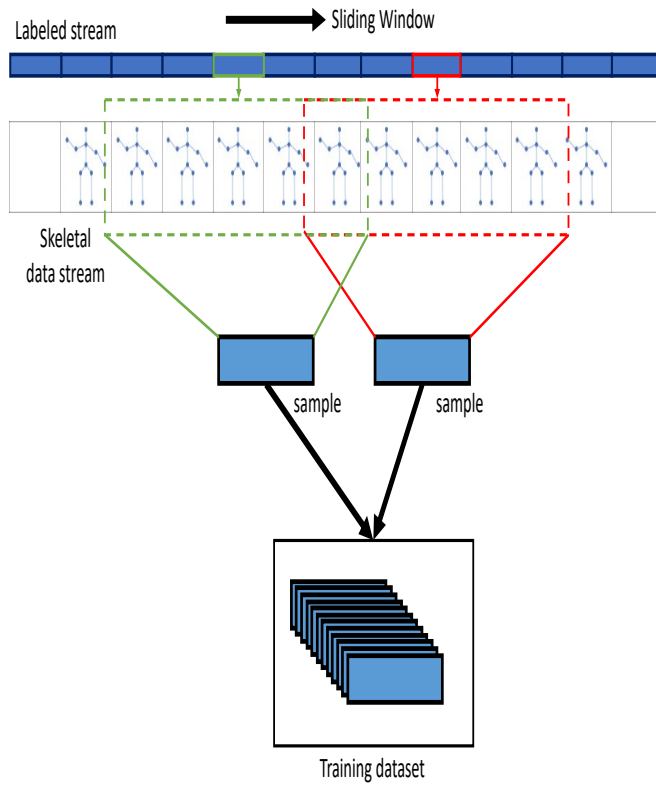 Labeled stream
Sliding Window
Skeletal
data stream
sample
sample
Training dataset